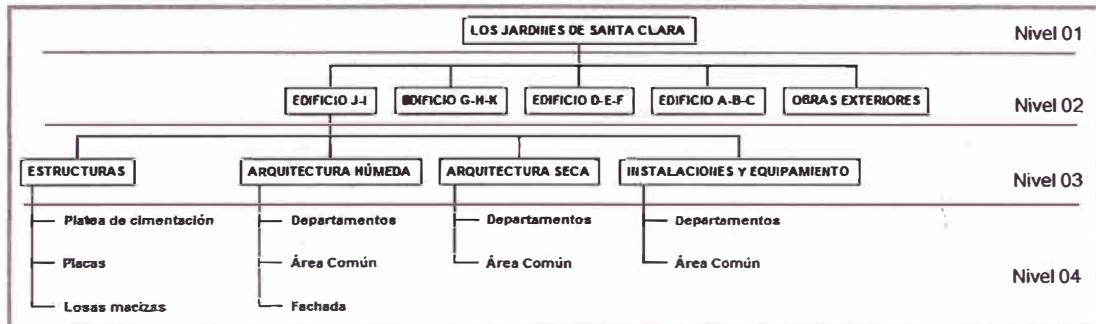 LOS JARDINES DE SANTA CLARA
Nivel 01
EDIFICIO J-I
EDIFICIO G-H-K
EDIFICIO D-E-F
EDIFICIO A-B-C
OBRAS EXTERIORES
Nivel 02
ESTRUCTURAS
ARQUITECTURA HÚMEDA
ARQUITECTURA SECA
INSTALACIONES Y EQUIPAMIENTO
Nivel 03
Platea de cimentación
Departamentos
Departamentos
Departamentos
Placas
Área Común
Área Común
Área Común
Nivel 04
Losas macizas
Fachada